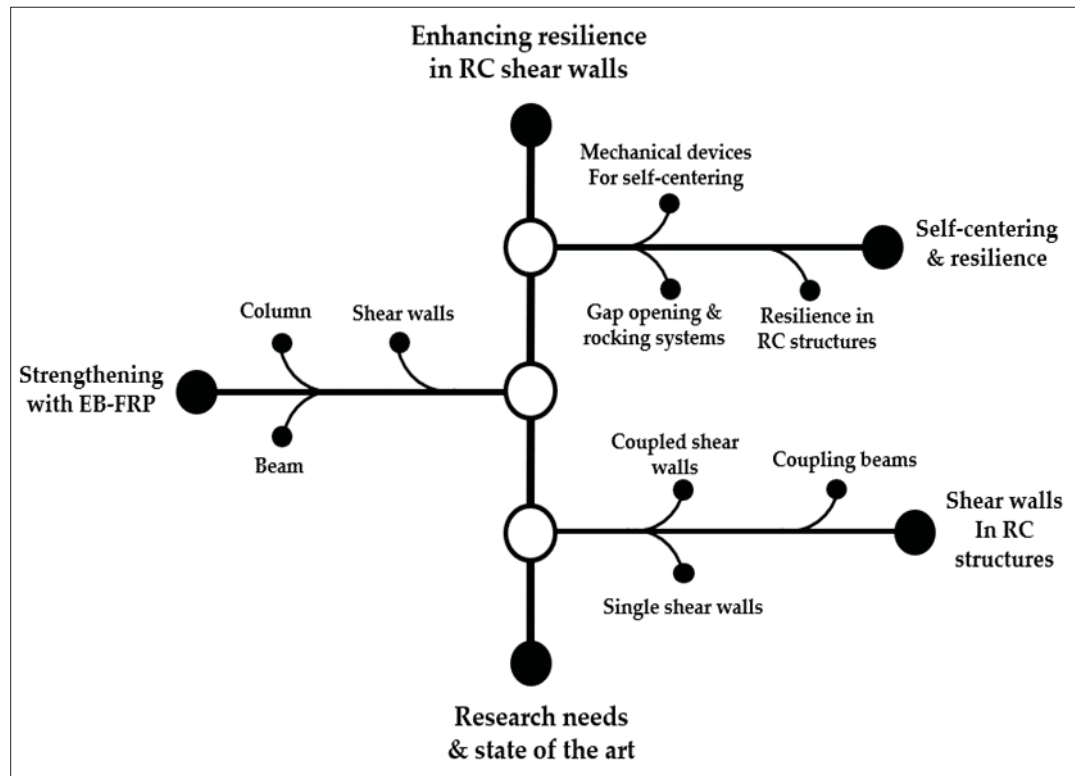 Enhancing resilience
in RC shear walls
Mechanical devices
For self-centering
Self-centering
& resilience
Gap opening &
rocking systems
Resilience in
RC structures
Column
Shear walls
Strengthening
with EB-FRP
Beam
Coupled shear
walls
Coupling beams
Shear walls
In RC
structures
Single shear walls
Research needs
& state of the art